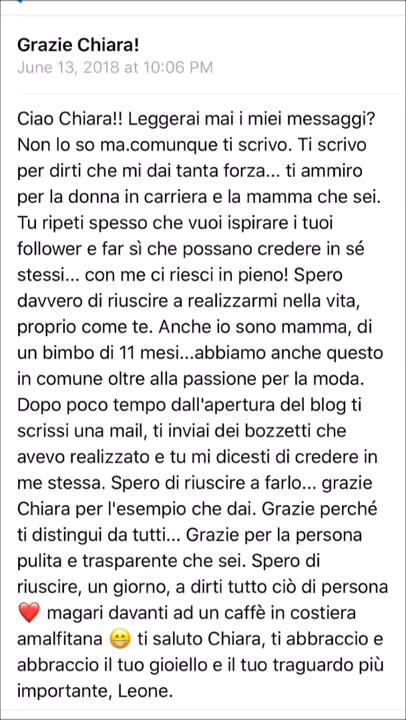 Grazie Chiara!
June 13, 2018 at 10:06 PM
Ciao Chiara!! Leggerai mai i miei messaggi?
Non lo so ma.comunque ti scrivo. Ti scrivo
per dirti che mi dai tanta forza... ti ammiro
per la donna in carriera e la mamma che sei.
Tu ripeti spesso che vuoi ispirare i tuoi
follower e far sì che possano credere in sé
stessi... con me ci riesci in pieno! Spero
davvero di riuscire a realizzarmi nella vita,
proprio come te. Anche io sono mamma, di
un bimbo di 11 mesi...abbiamo anche questo
in comune oltre alla passione per la moda.
Dopo poco tempo dall'apertura del blog ti
scrissi una mail, ti inviai dei bozzetti che
avevo realizzato e tu mi dicesti di credere in
me stessa. Spero di riuscire a farlo... grazie
Chiara per l'esempio che dai. Grazie perché
ti distingui da tutti... Grazie per la persona
pulita e trasparente che sei. Spero di
riuscire, un giorno, a dirti tutto ciò di persona
❤️ magari davanti ad un caffè in costiera
amalfitana 😁 ti saluto Chiara, ti abbraccio e
abbraccio il tuo gioiello e il tuo traguardo più
importante, Leone.